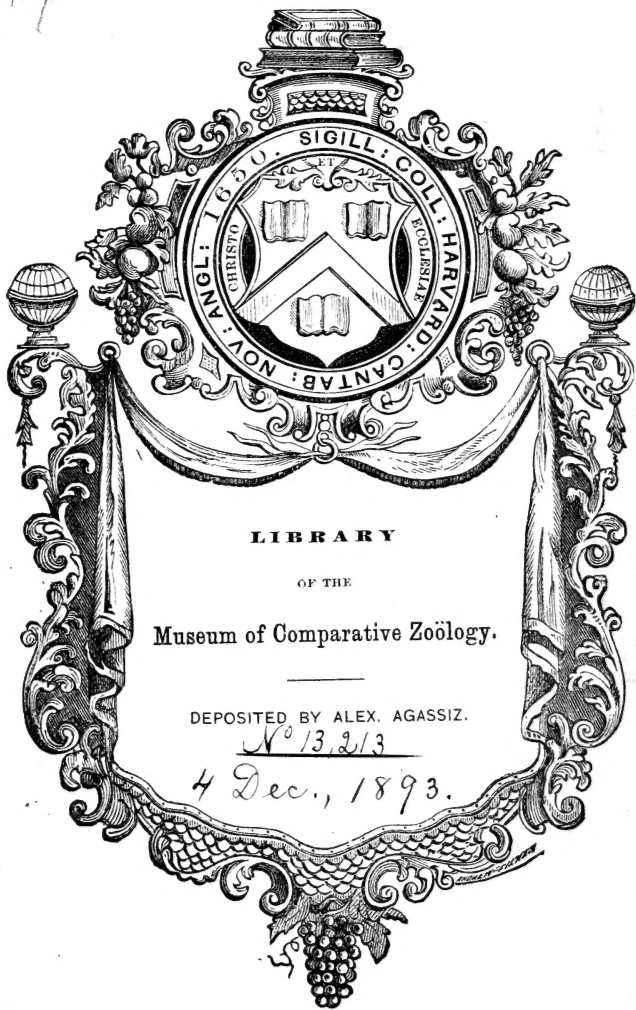 SIGILL: COLL: HARVARD: CANTAB: NOV: ANGL: 1650.
ET
CHRISTO
ECCLESIAE
LIBRARY
OF THE
Museum of Comparative Zoölogy.
DEPOSITED BY ALEX. AGASSIZ.
No 13,213
4 Dec., 1893.